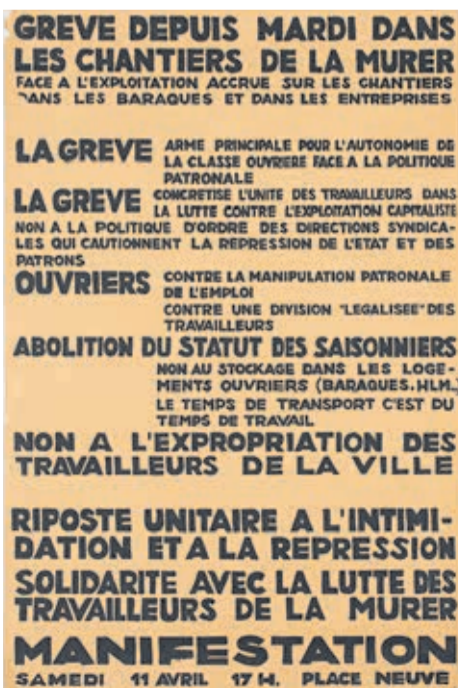 GREVE DEPUIS MARDI DANS
LES CHANTIERS DE LA MURER
FACE A L'EXPLOITATION ACCRUE SUR LES CHANTIERS
DANS LES BARAQUES ET DANS LES ENTREPRISES
LA GREVE ARME PRINCIPALE POUR L'AUTONOMIE DE
LA CLASSE OUVRIERE FACE A LA POLITIQUE
PATRONALE
LA GREVE CONCRETISE L'UNITE DES TRAVAILLEURS DANS
LA LUTTE CONTRE L'EXPLOITATION CAPITALISTE
NON A LA POLITIQUE D'ORDRE DES DIRECTIONS SYNDICA-
LES QUI CAUTIONNENT LA REPRESSION DE L'ETAT ET DES
PATRONS
OUVRIERS CONTRE LA MANIPULATION PATRONALE
DE L'EMPLOI
CONTRE UNE DIVISION "LEGALISEE" DES
TRAVAILLEURS
ABOLITION DU STATUT DES SAISONNIERS
NON AU STOCKAGE DANS LES LOGE-
MENTS OUVRIERS (BARAQUES.HLM.)
LE TEMPS DE TRANSPORT C'EST DU
TEMPS DE TRAVAIL
NON A L'EXPROPRIATION DES
TRAVAILLEURS DE LA VILLE
RIPOSTE UNITAIRE A L'INTIMI-
DATION ET A LA REPRESSION
SOLIDARITE AVEC LA LUTTE DES
TRAVAILLEURS DE LA MURER
MANIFESTATION
SAMEDI 11 AVRIL 17 H. PLACE NEUVE